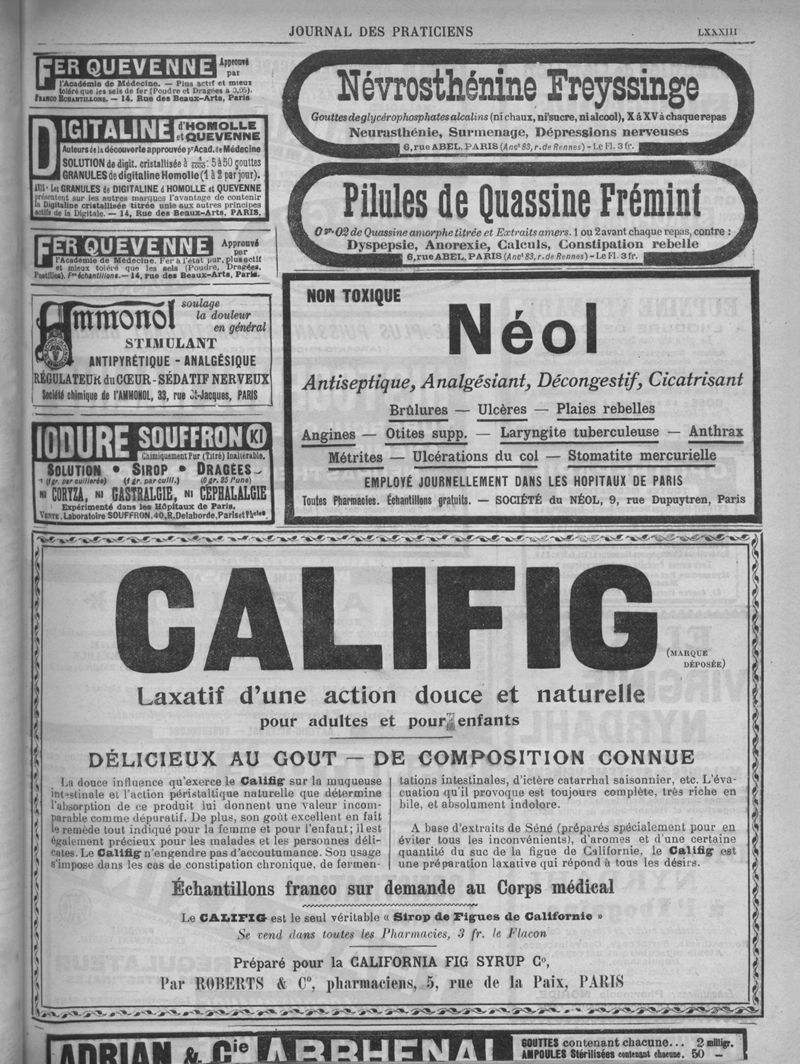 JOURNAL DES PRATICIENS
LXXXIII
FER QUEVENNE Approuvé
par
l'Académie de Médecine. — Plus actif et mieux
toléré que les sels de fer (Poudre et Dragées à 0,05).
FRANCO ÉCHANTILLONS. — 14, Rue des Beaux-Arts, Paris
DIGITALINE d'HOMOLLE
et QUEVENNE
Auteurs de la découverte approuvée pr Acad. de Médecine
SOLUTION de digit. cristallisée à 1/1000: 5 à 50 gouttes
GRANULES de digitaline Homolle (1 à 2 par jour).
AVIS - Les GRANULES de DIGITALINE d'HOMOLLE et QUEVENNE
présentent sur les autres marques l'avantage de contenir
la Digitaline cristallisée titrée unie aux autres principes
actifs de la Digitale. — 14, Rue des Beaux-Arts, PARIS.
FER QUEVENNE Approuvé
par
l'Académie de Médecine. Fer à l'état pur, plus actif
et mieux toléré que les sels (Poudre, Dragées,
Pastilles). Fco échantillons.—14, rue des Beaux-Arts, Paris.
Ammonol soulage
la douleur
en général
STIMULANT
ANTIPYRÉTIQUE - ANALGÉSIQUE
RÉGULATEUR du CŒUR - SÉDATIF NERVEUX
Société chimique de l'AMMONOL, 33, rue St-Jacques, PARIS
IODURE SOUFFRON (KI)
Chimiquement Pur (Titré) Inaltérable.
SOLUTION • SIROP • DRAGÉES
(1 gr. par cuillerée) (1 gr. par cuill.) (0 gr. 25 l'une)
NI CORYZA, NI GASTRALGIE, NI CÉPHALALGIE
Expérimenté dans les Hôpitaux de Paris.
VENTE, Laboratoire SOUFFRON, 40, R. Delaborde, Paris et Phcies
Névrosthénine Freyssinge
Gouttes de glycérophosphates alcalins (ni chaux, ni sucre, ni alcool), X à XV à chaque repas
Neurasthénie, Surmenage, Dépressions nerveuses
6, rue ABEL, PARIS (Anct 83, r. de Rennes) - Le Fl. 3 fr.
Pilules de Quassine Frémint
0 gr. 02 de Quassine amorphe titrée et Extraits amers. 1 ou 2 avant chaque repas, contre :
Dyspepsie, Anorexie, Calculs, Constipation rebelle
6, rue ABEL, PARIS (Anct 83, r. de Rennes) - Le Fl. 3 fr.
NON TOXIQUE
Néol
Antiseptique, Analgésiant, Décongestif, Cicatrisant
Brûlures — Ulcères — Plaies rebelles
Angines — Otites supp. — Laryngite tuberculeuse — Anthrax
Métrites — Ulcérations du col — Stomatite mercurielle
EMPLOYÉ JOURNELLEMENT DANS LES HOPITAUX DE PARIS
Toutes Pharmacies. Échantillons gratuits. — SOCIÉTÉ du NÉOL, 9, rue Dupuytren, Paris
CALIFIG
(MARQUE
DÉPOSÉE)
Laxatif d'une action douce et naturelle
pour adultes et pour enfants
DÉLICIEUX AU GOUT — DE COMPOSITION CONNUE
La douce influence qu'exerce le Califig sur la muqueuse
intestinale et l'action péristaltique naturelle que détermine
l'absorption de ce produit lui donnent une valeur incom-
parable comme dépuratif. De plus, son goût excellent en fait
le remède tout indiqué pour la femme et pour l'enfant; il est
également précieux pour les malades et les personnes déli-
cates. Le Califig n'engendre pas d'accoutumance. Son usage
s'impose dans les cas de constipation chronique, de fermen-
tations intestinales, d'ictère catarrhal saisonnier, etc. L'éva-
cuation qu'il provoque est toujours complète, très riche en
bile, et absolument indolore.
A base d'extraits de Séné (préparés spécialement pour en
éviter tous les inconvénients), d'aromes et d'une certaine
quantité du suc de la figue de Californie, le Califig est
une préparation laxative qui répond à tous les désirs.
Échantillons franco sur demande au Corps médical
Le CALIFIG est le seul véritable « Sirop de Figues de Californie »
Se vend dans toutes les Pharmacies, 3 fr. le Flacon
Préparé pour la CALIFORNIA FIG SYRUP Co,
Par ROBERTS & Co, pharmaciens, 5, rue de la Paix, PARIS
ADRIAN & Cie ARRHENAL
GOUTTES contenant chacune... 2 milligr.
AMPOULES Stérilisées contenant chacune 50 —